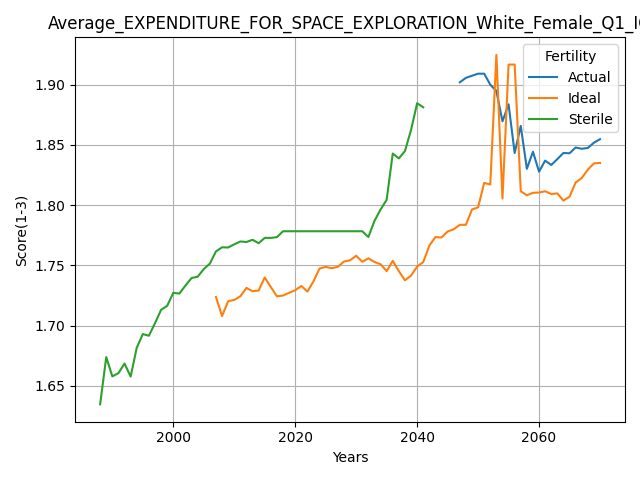 Average_EXPENDITURE_FOR_SPACE_EXPLORATION_White_Female_Q1_I
Fertility
Actual
Ideal
Sterile
Score(1-3)
1.90
1.85
1.80
1.75
1.70
1.65
2000
2020
2040
2060
Years